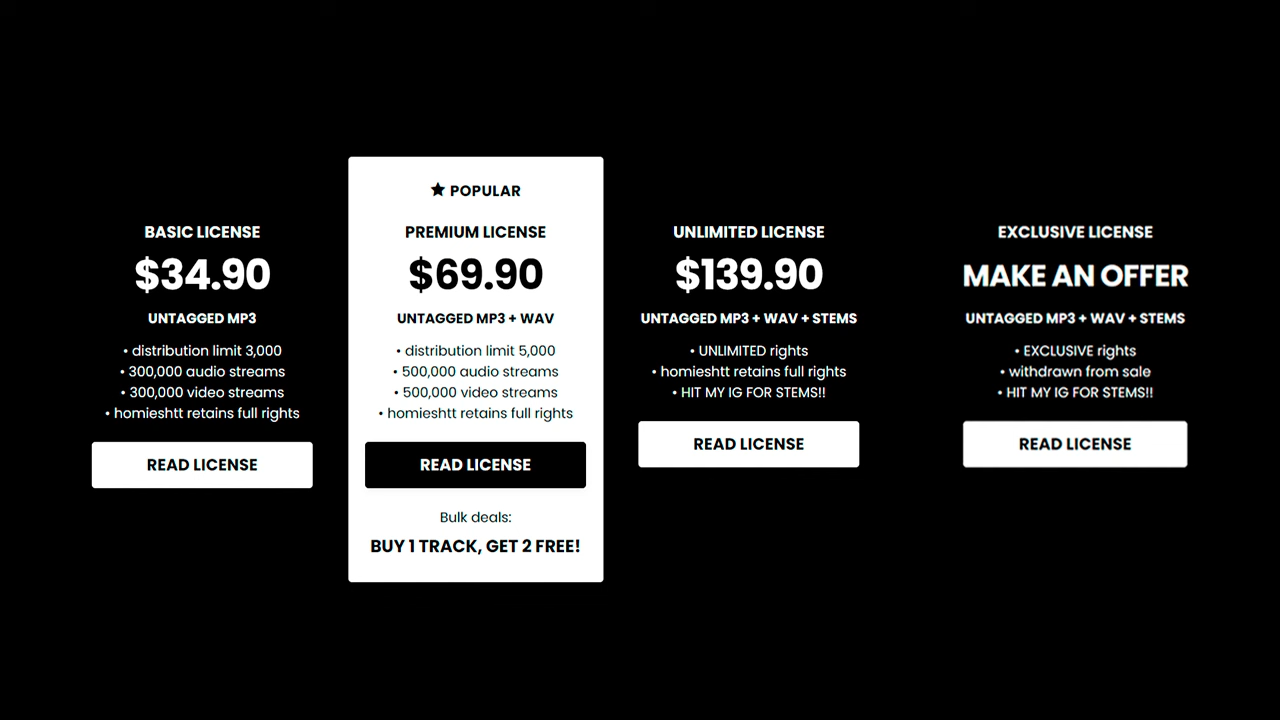 BASIC LICENSE
$34.90
UNTAGGED MP3
• distribution limit 3,000
• 300,000 audio streams
• 300,000 video streams
• homieshtt retains full rights
READ LICENSE
POPULAR
PREMIUM LICENSE
$69.90
UNTAGGED MP3 + WAV
• distribution limit 5,000
• 500,000 audio streams
• 500,000 video streams
• homieshtt retains full rights
READ LICENSE
Bulk deals:
BUY 1 TRACK, GET 2 FREE!
UNLIMITED LICENSE
$139.90
UNTAGGED MP3 + WAV + STEMS
• UNLIMITED rights
• homieshtt retains full rights
• HIT MY IG FOR STEMS!!
READ LICENSE
EXCLUSIVE LICENSE
MAKE AN OFFER
UNTAGGED MP3 + WAV + STEMS
• EXCLUSIVE rights
• withdrawn from sale
• HIT MY IG FOR STEMS!!
READ LICENSE